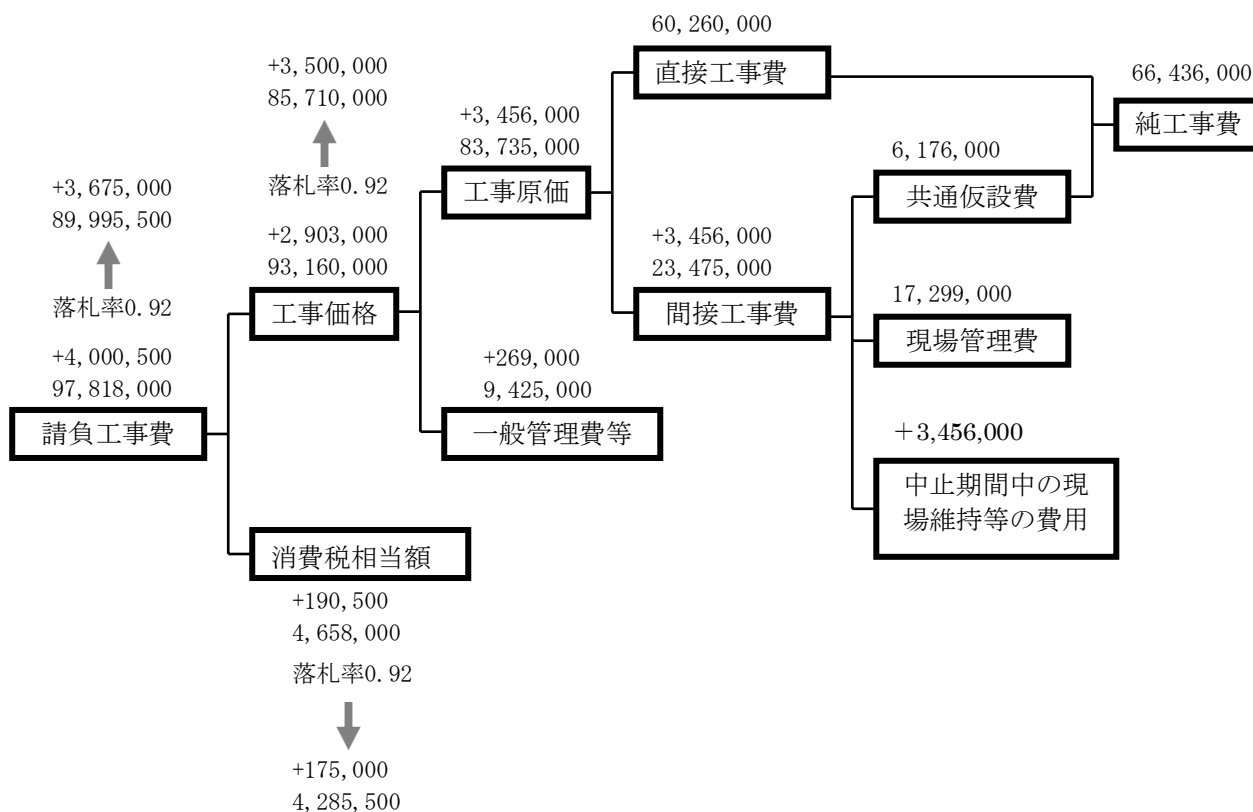 60,260,000
直接工事費
66,436,000
純工事費
+3,500,000
85,710,000
落札率0.92
+3,456,000
83,735,000
工事原価
6,176,000
共通仮設費
+3,675,000
89,995,500
落札率0.92
+2,903,000
93,160,000
工事価格
+3,456,000
23,475,000
間接工事費
17,299,000
現場管理費
+4,000,500
97,818,000
請負工事費
+269,000
9,425,000
一般管理費等
+3,456,000
中止期間中の現
場維持等の費用
消費税相当額
+190,500
4,658,000
落札率0.92
+175,000
4,285,500